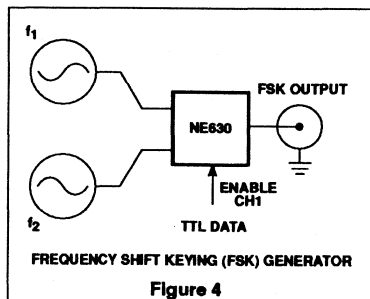 f1
FSK OUTPUT
NE630
ENABLE
CH1
f2
TTL DATA
FREQUENCY SHIFT KEYING (FSK) GENERATOR
Figure 4